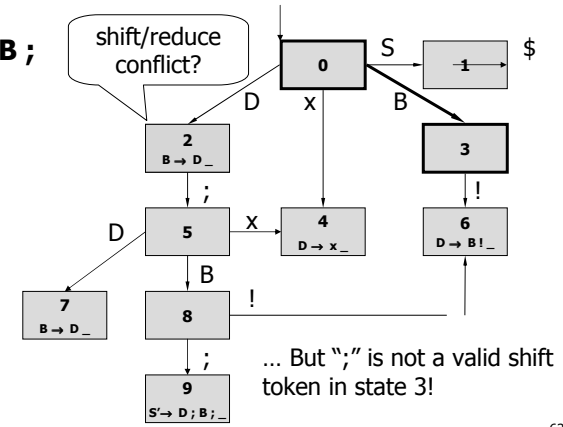 B ;
shift/reduce
conflict?
0
S
1
$
D
x
B
2
B → D _
3
;
!
D
5
x
4
D → x _
6
D → B ! _
B
7
B → D _
8
!
;
… But “;” is not a valid shift
token in state 3!
9
S′→ D ; B ; _